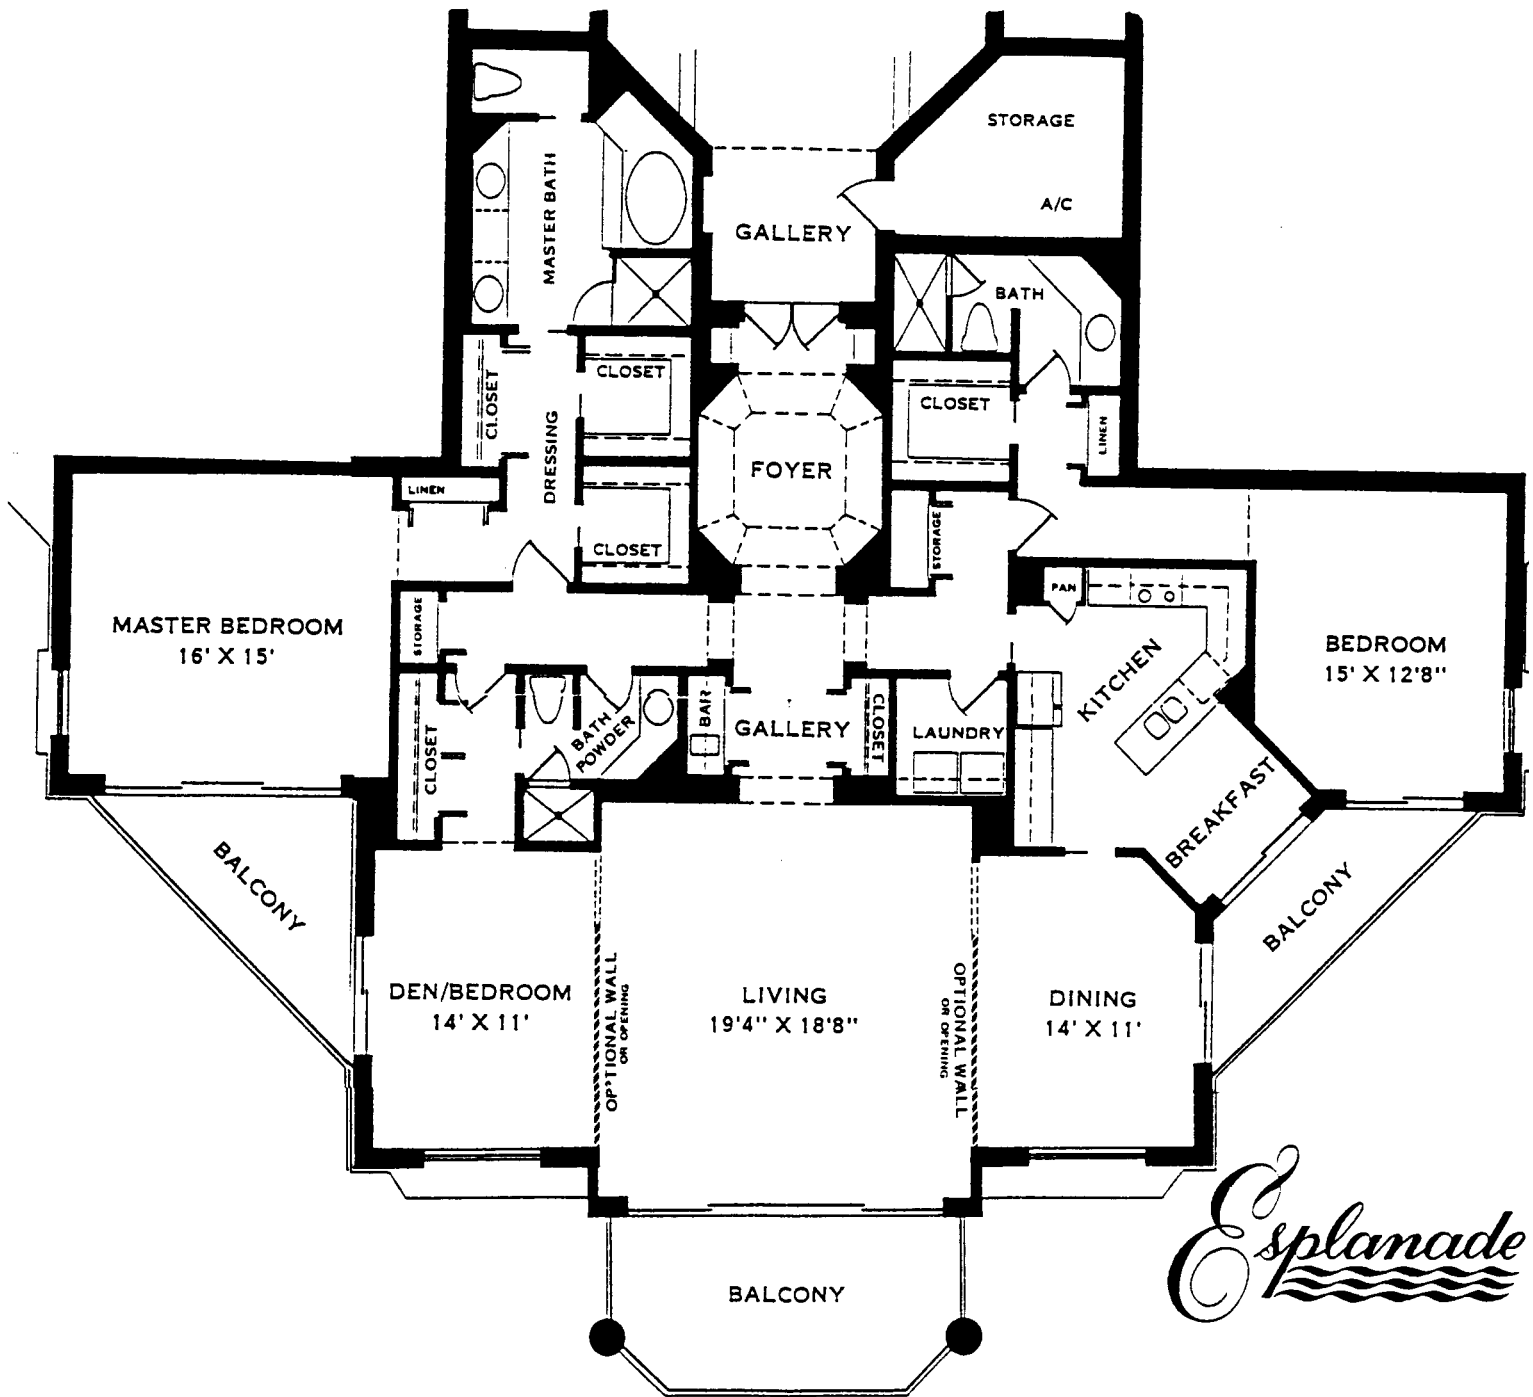 STORAGE
A/C
MASTER BATH
GALLERY
BATH
CLOSET
CLOSET
CLOSET
LINEN
DRESSING
FOYER
LINEN
CLOSET
STORAGE
PAN
STORAGE
MASTER BEDROOM
16' X 15'
BEDROOM
15' X 12'8"
KITCHEN
BAR
BATH
POWDER
GALLERY
CLOSET
LAUNDRY
CLOSET
BREAKFAST
BALCONY
BALCONY
DEN/BEDROOM
14' X 11'
OPTIONAL WALL
OR OPENING
LIVING
19'4" X 18'8"
OPTIONAL WALL
OR OPENING
DINING
14' X 11'
Esplanade
BALCONY